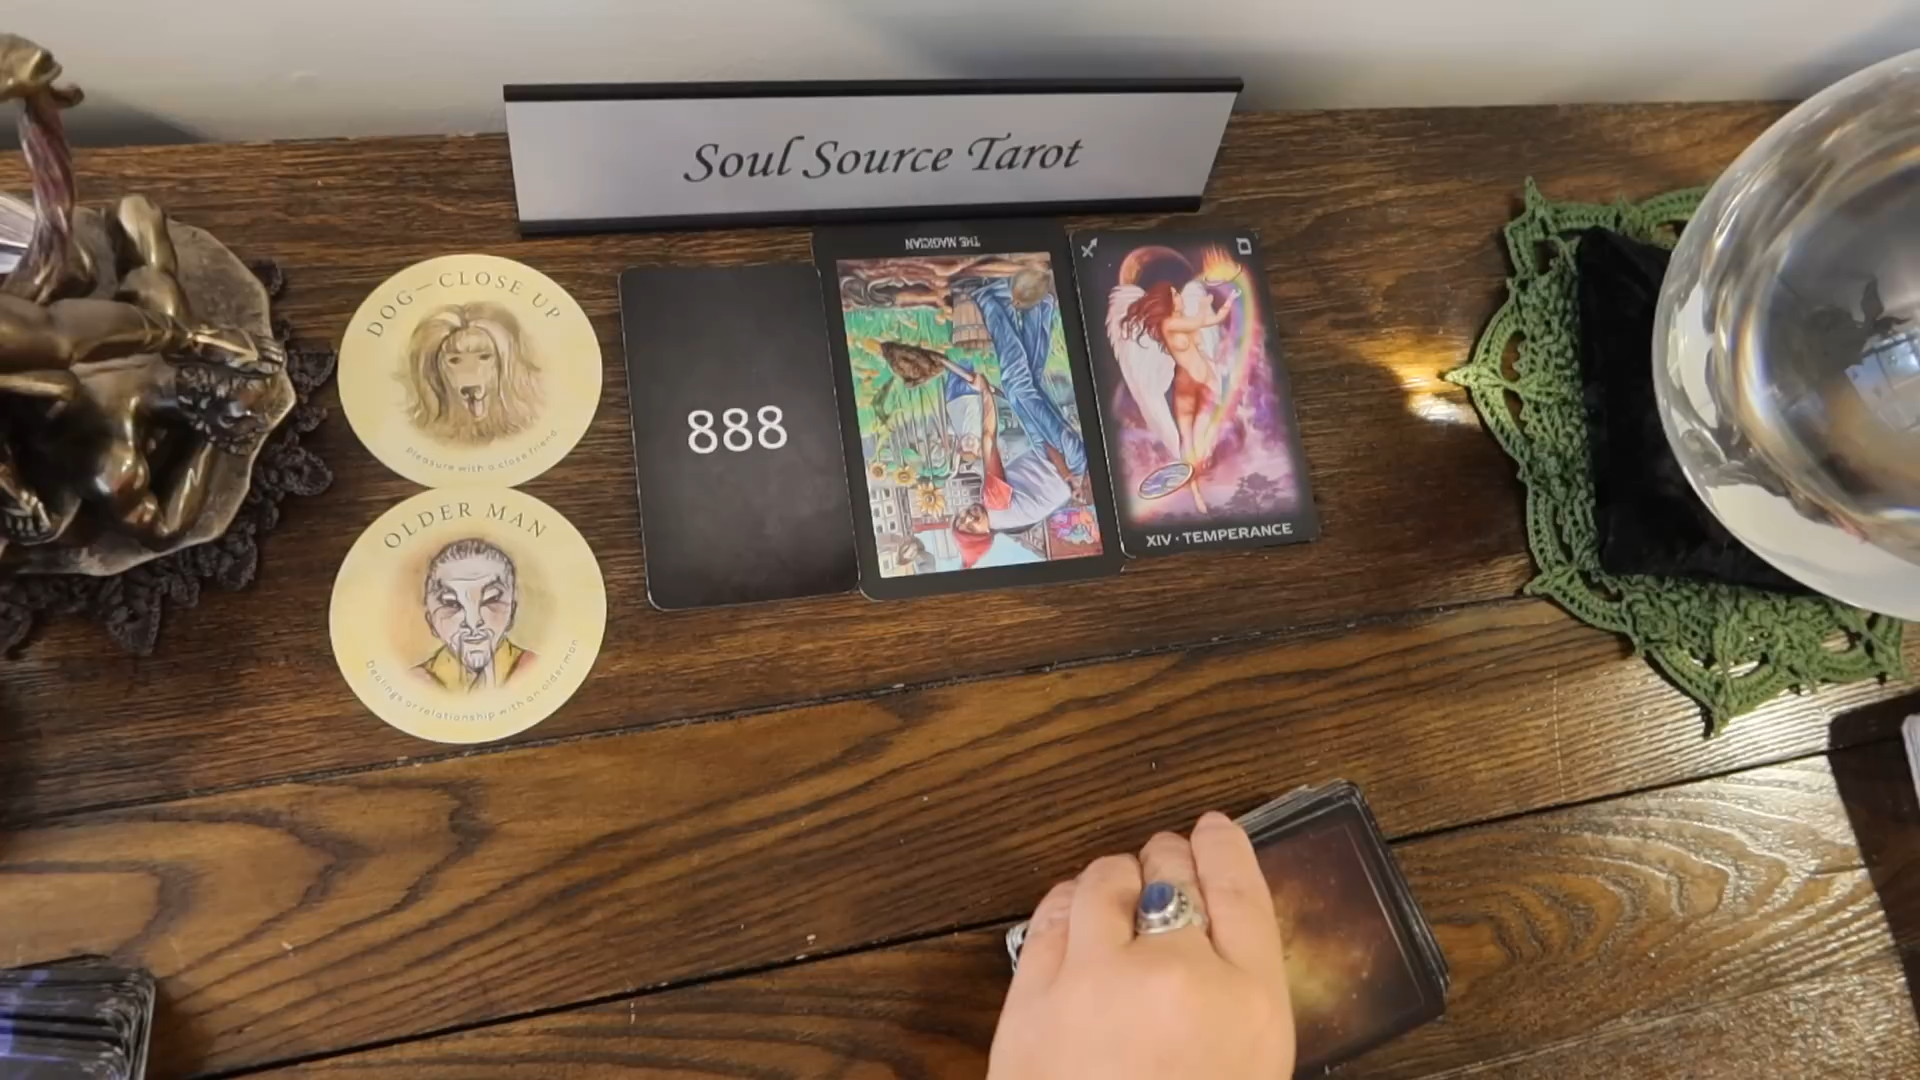 Soul Source Tarot
DOG—CLOSE UP
Pleasure with a close friend
OLDER MAN
Dealings or relationship with an older man
888
THE MAGICIAN
XIV · TEMPERANCE